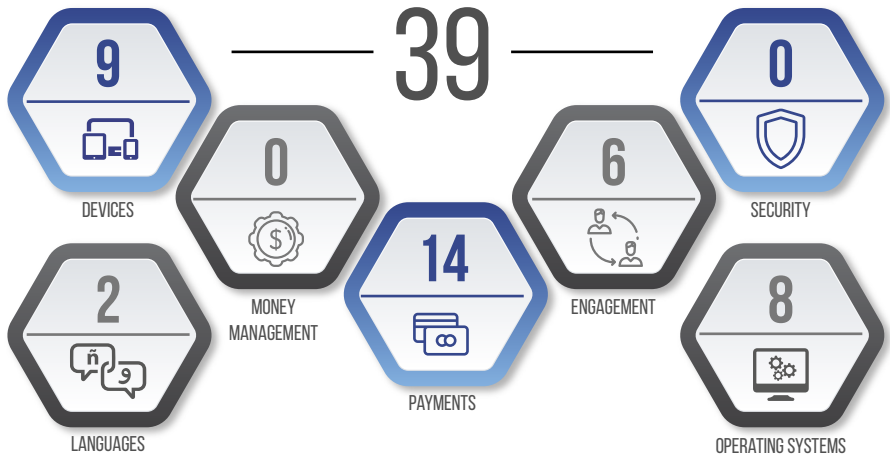 39
9
DEVICES
0
MONEY
MANAGEMENT
14
PAYMENTS
6
ENGAGEMENT
0
SECURITY
2
ñ و
LANGUAGES
8
OPERATING SYSTEMS
$